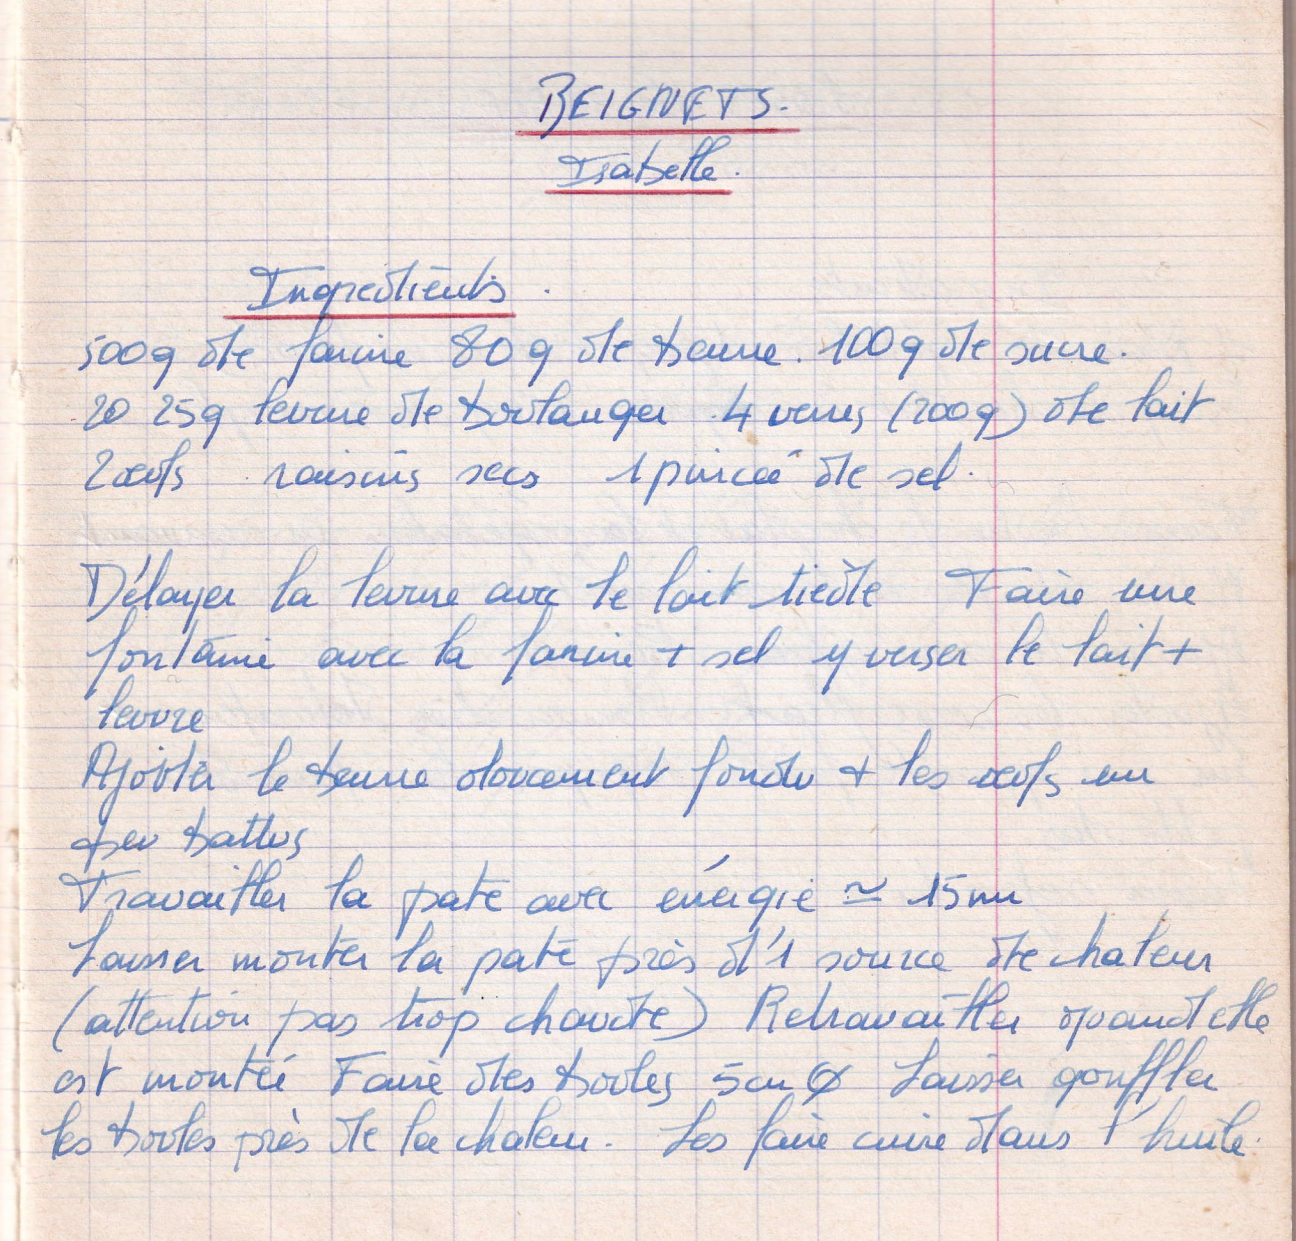 BEIGNETS.
Isabelle.
Ingrédients.
500g de farine 80g de beurre. 100g de sucre.
20 25g levure de boulanger 4 verres (200g) de lait
2 œufs raisins secs 1 pincée de sel.
Délayer la levure avec le lait tiède Faire une
fontaine avec la farine + sel y verser le lait +
levure
Ajouter le beurre doucement fondu + les œufs un
peu battus
Travailler la pate avec énergie ≃ 15mn
Laisser monter la pate près d'1 source de chaleur
(attention pas trop chaude) Retravailler quand elle
est montée Faire des boules 5cm Ø Laisser gonffler
les boules près de la chaleur. Les faire cuire dans l'huile.